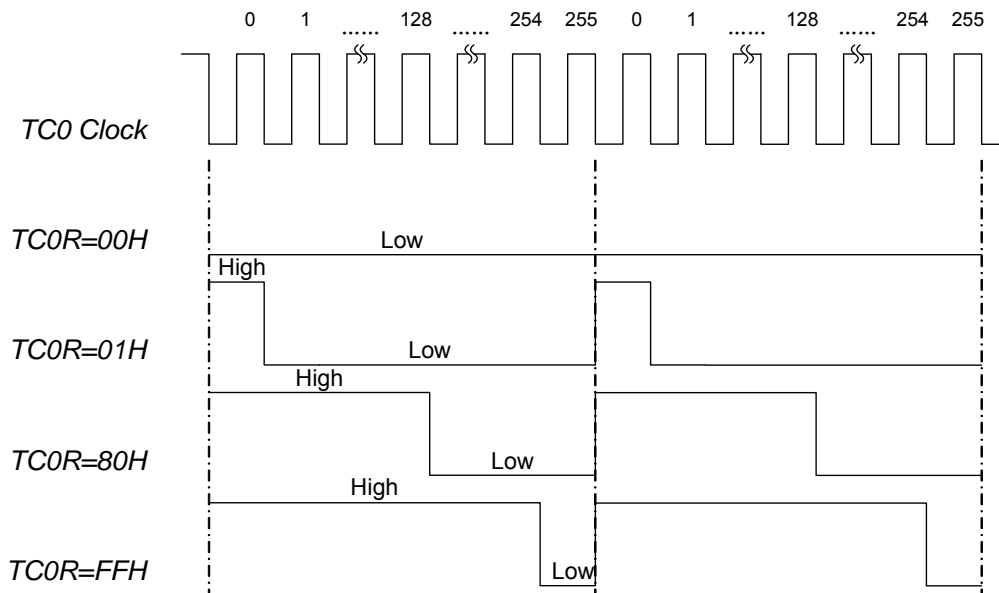 0 1 …… 128 …… 254 255 0 1 …… 128 …… 254 255
TC0 Clock
TC0R=00H
Low
High
TC0R=01H
Low
High
TC0R=80H
Low
High
TC0R=FFH
Low